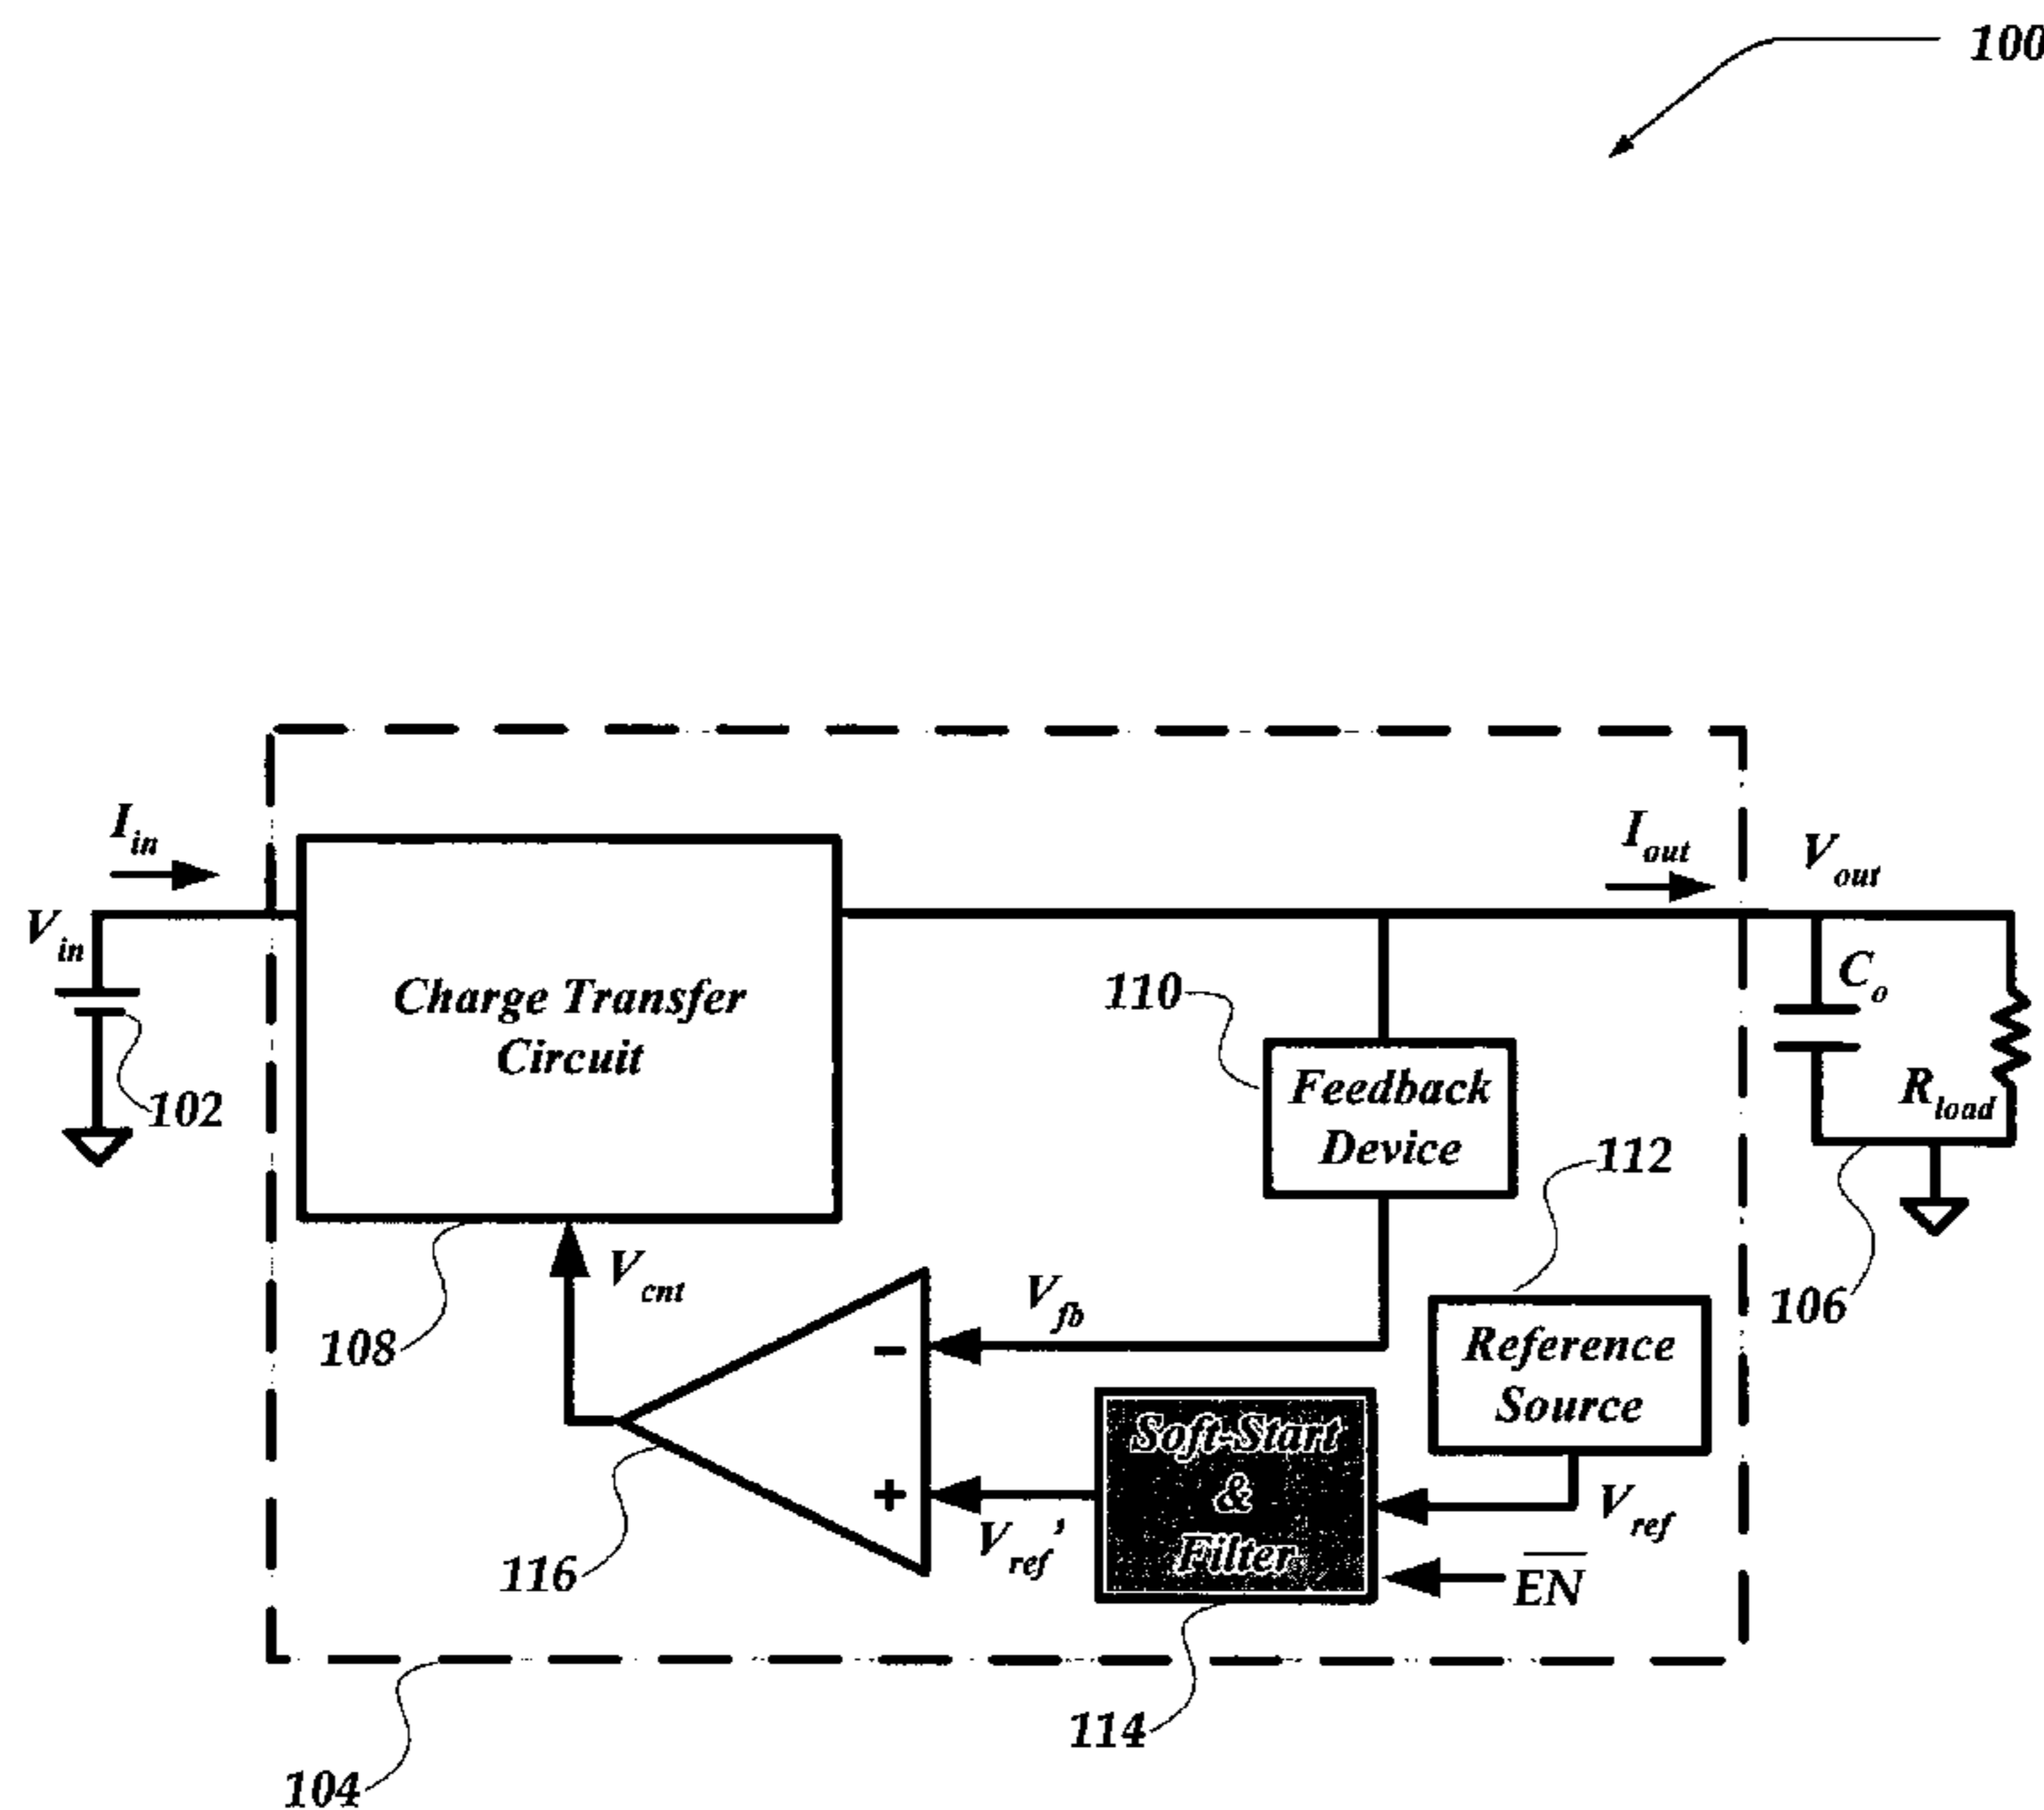 100
I_in
I_out
V_out
V_in
Charge Transfer
Circuit
110
C_o
102
Feedback
Device
R_load
112
V_cnt
V_fb
106
108
Reference
Source
-
Soft-Start
&
Filter
+
V_ref'
V_ref
116
E̅N̅
114
104